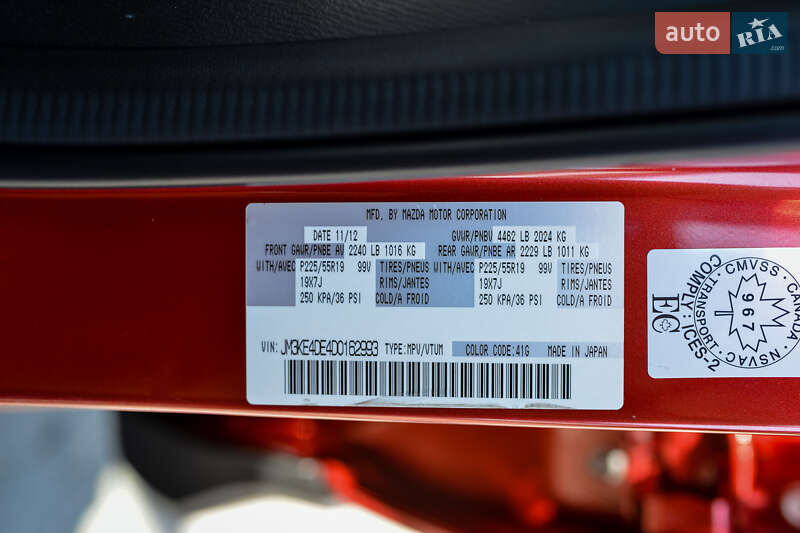 auto RIA
.com
MFD. BY MAZDA MOTOR CORPORATION
DATE 11/12 GVWR/PNBV 4462 LB 2024 KG
FRONT GAWR/PNBE AV 2240 LB 1016 KG REAR GAWR/PNBE AR 2229 LB 1011 KG
WITH/AVEC P225/55R19 99V TIRES/PNEUS WITH/AVEC P225/55R19 99V TIRES/PNEUS
19X7J RIMS/JANTES 19X7J RIMS/JANTES
250 KPA/36 PSI COLD/A FROID 250 KPA/36 PSI COLD/A FROID
VIN: JM3KE4DE4D0162993 TYPE:MPV/VTUM COLOR CODE:41G MADE IN JAPAN
COMPLY: ICES-2
EC
TRANSPORT CMVSS CANADA NSVAC
967